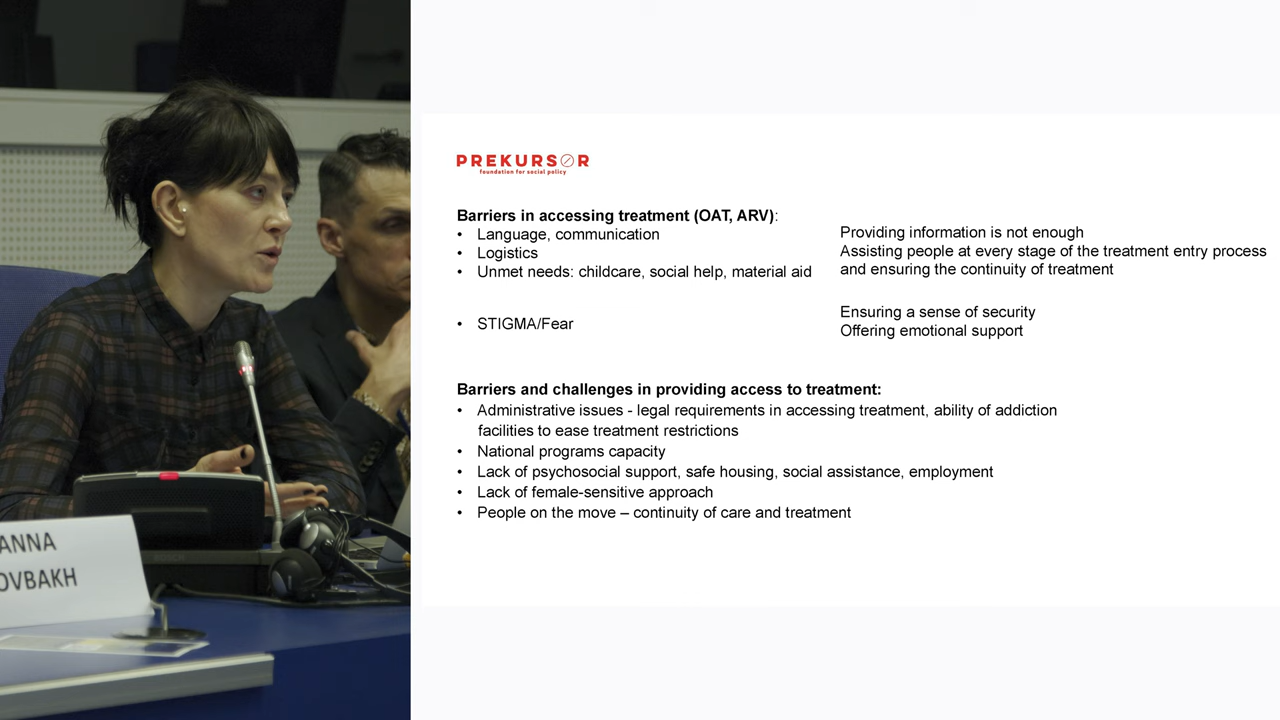 ANNA
OVBAKH
PREKURSOR
foundation for social policy
Barriers in accessing treatment (OAT, ARV):
• Language, communication
• Logistics
• Unmet needs: childcare, social help, material aid
Providing information is not enough
Assisting people at every stage of the treatment entry process
and ensuring the continuity of treatment
• STIGMA/Fear
Ensuring a sense of security
Offering emotional support
Barriers and challenges in providing access to treatment:
• Administrative issues - legal requirements in accessing treatment, ability of addiction
facilities to ease treatment restrictions
• National programs capacity
• Lack of psychosocial support, safe housing, social assistance, employment
• Lack of female-sensitive approach
• People on the move – continuity of care and treatment